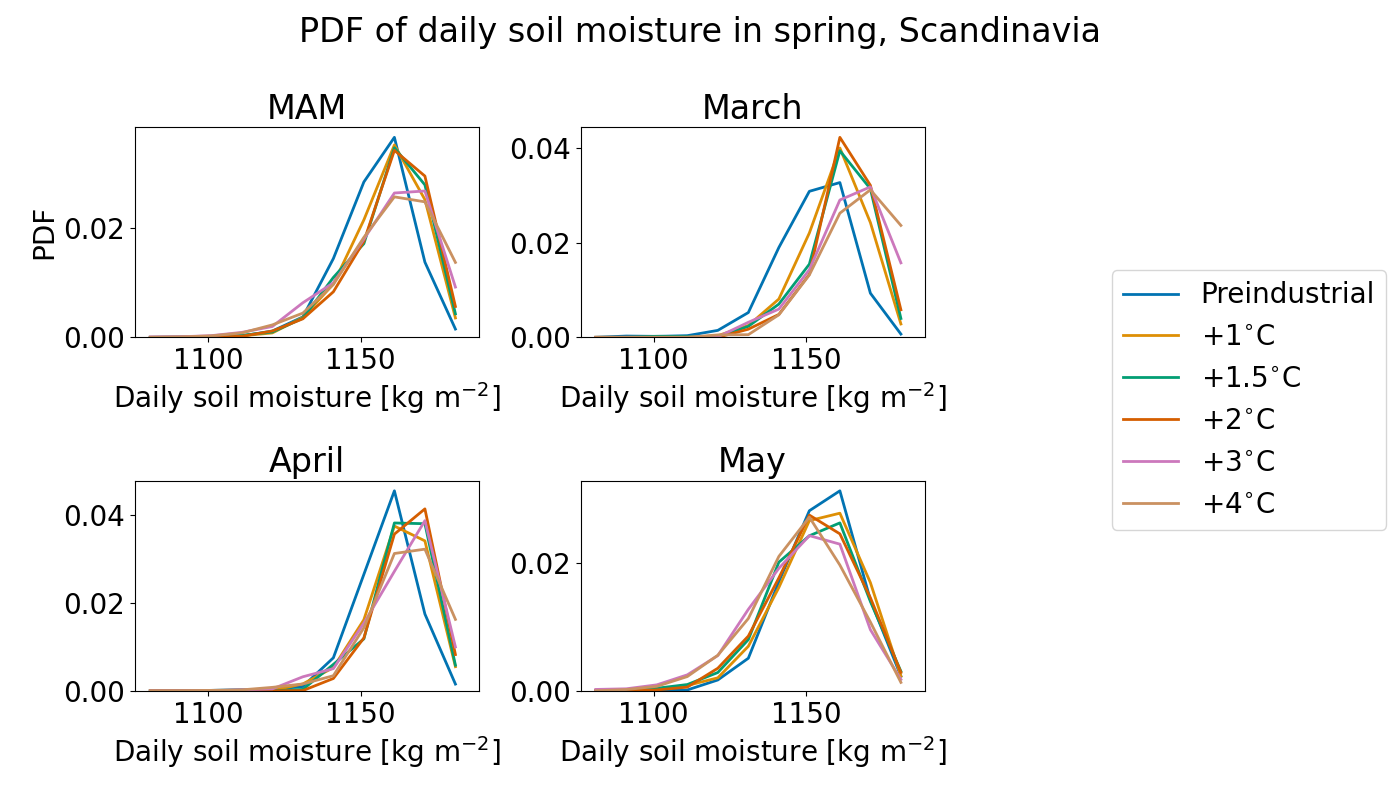 PDF of daily soil moisture in spring, Scandinavia
MAM
PDF
0.02
0.00
1100 1150
Daily soil moisture [kg m⁻²]
March
0.04
0.02
0.00
1100 1150
Daily soil moisture [kg m⁻²]
April
0.04
0.02
0.00
1100 1150
Daily soil moisture [kg m⁻²]
May
0.02
0.00
1100 1150
Daily soil moisture [kg m⁻²]
Preindustrial
+1°C
+1.5°C
+2°C
+3°C
+4°C